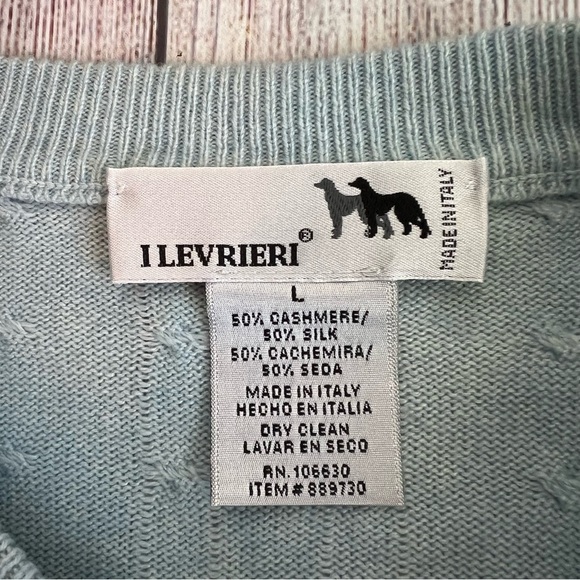 I LEVRIERI®
MADE IN ITALY
L
50% CASHMERE/
50% SILK
50% CACHEMIRA/
50% SEDA
MADE IN ITALY
HECHO EN ITALIA
DRY CLEAN
LAVAR EN SECO
RN. 106630
ITEM # 889730